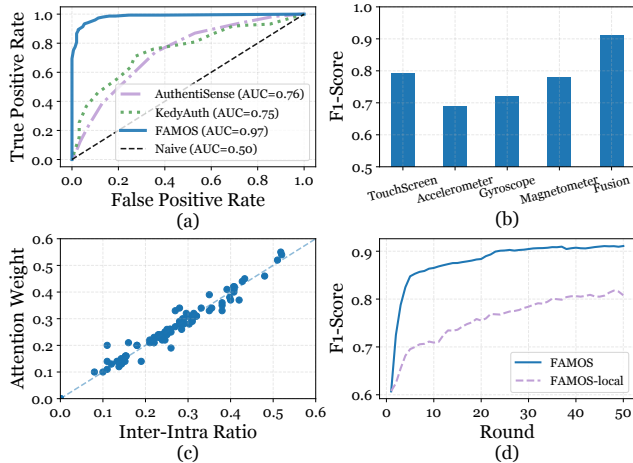 True Positive Rate
1.0
0.8
0.6
0.4
0.2
0.0
AuthentiSense (AUC=0.76)
KedyAuth (AUC=0.75)
FAMOS (AUC=0.97)
Naive (AUC=0.50)
0.0 0.2 0.4 0.6 0.8 1.0
False Positive Rate
(a)
F1-Score
1.0
0.9
0.8
0.7
0.6
0.5
TouchScreen Accelerometer Gyroscope Magnetometer Fusion
(b)
Attention Weight
0.6
0.5
0.4
0.3
0.2
0.1
0.0
0.0 0.1 0.2 0.3 0.4 0.5 0.6
Inter-Intra Ratio
(c)
F1-Score
0.9
0.8
0.7
0.6
FAMOS
FAMOS-local
0 10 20 30 40 50
Round
(d)